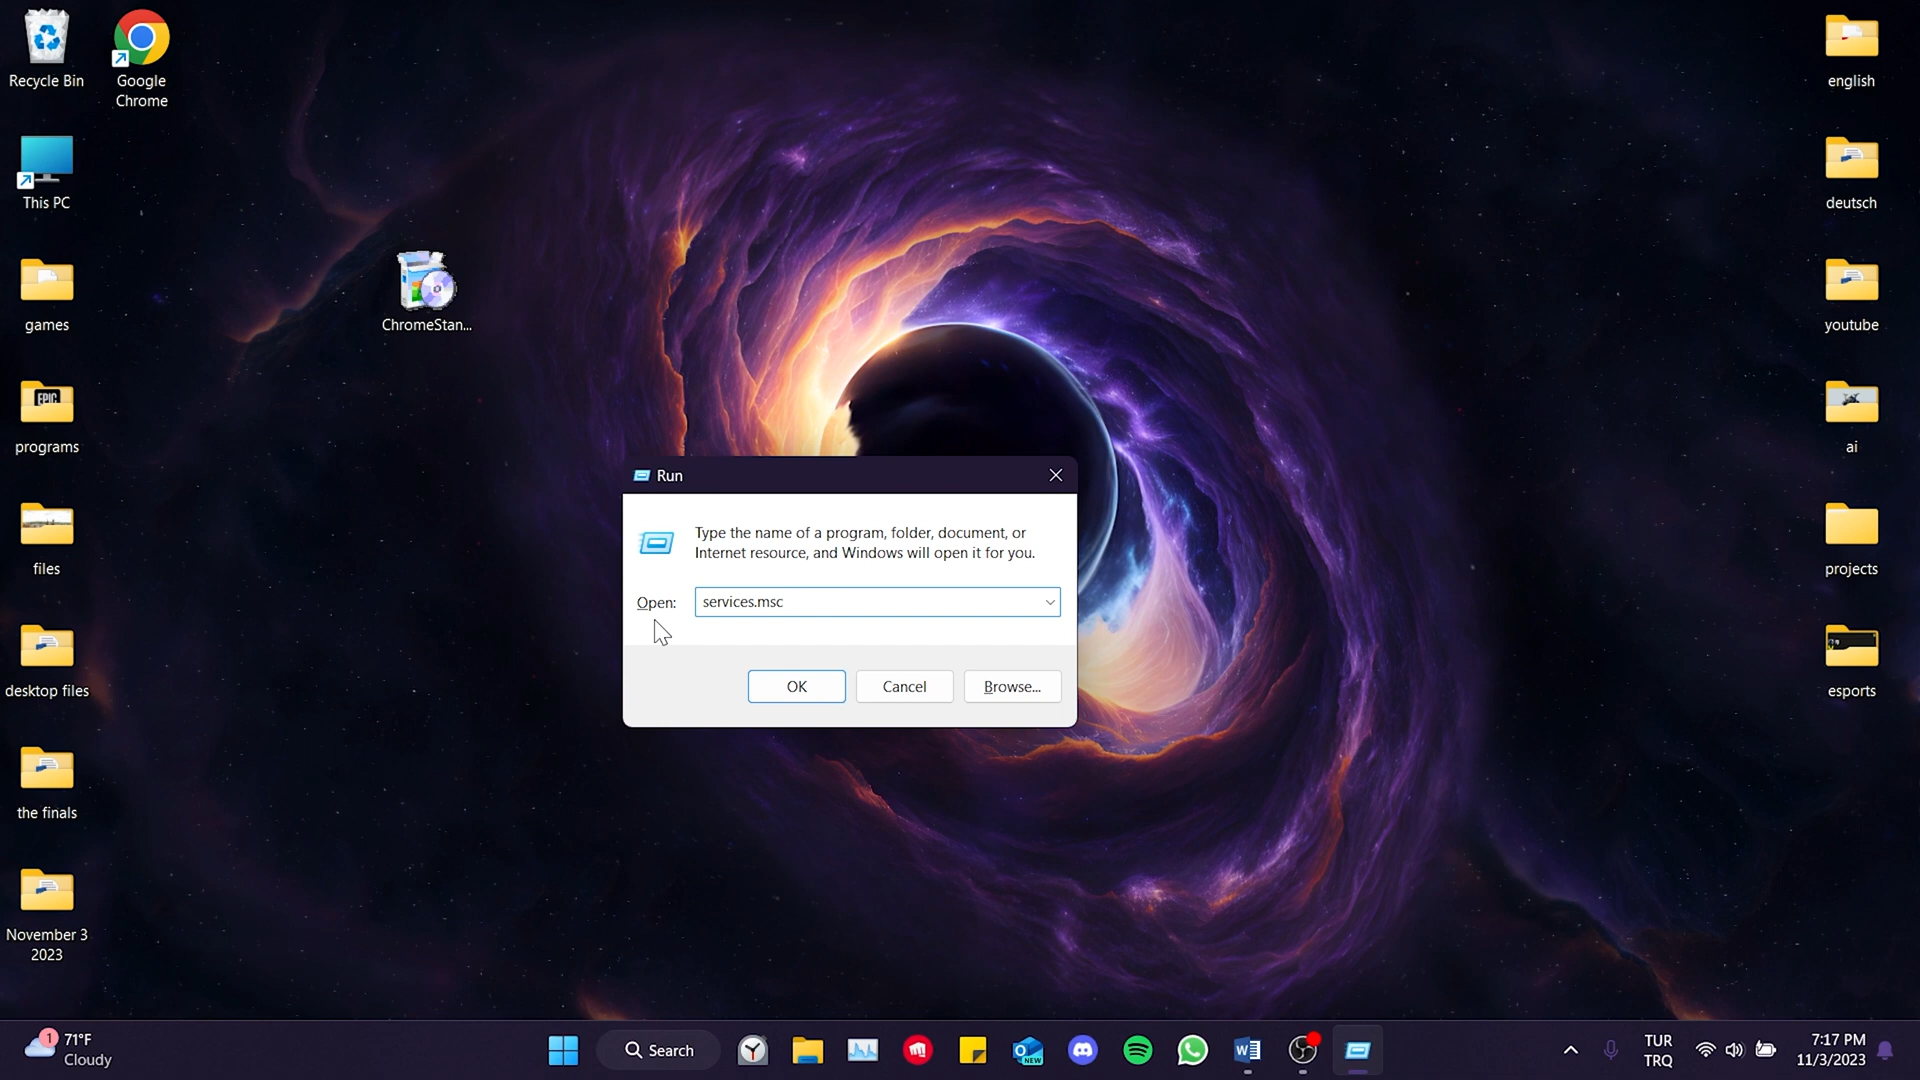 Recycle Bin
Google
Chrome
This PC
games
programs
EPIC
files
desktop files
the finals
November 3
2023
ChromeStan...
english
deutsch
youtube
ai
projects
esports
Run
Type the name of a program, folder, document, or
Internet resource, and Windows will open it for you.
Open:
services.msc
OK
Cancel
Browse...
1
71°F
Cloudy
Search
NEW
TUR
TRQ
7:17 PM
11/3/2023